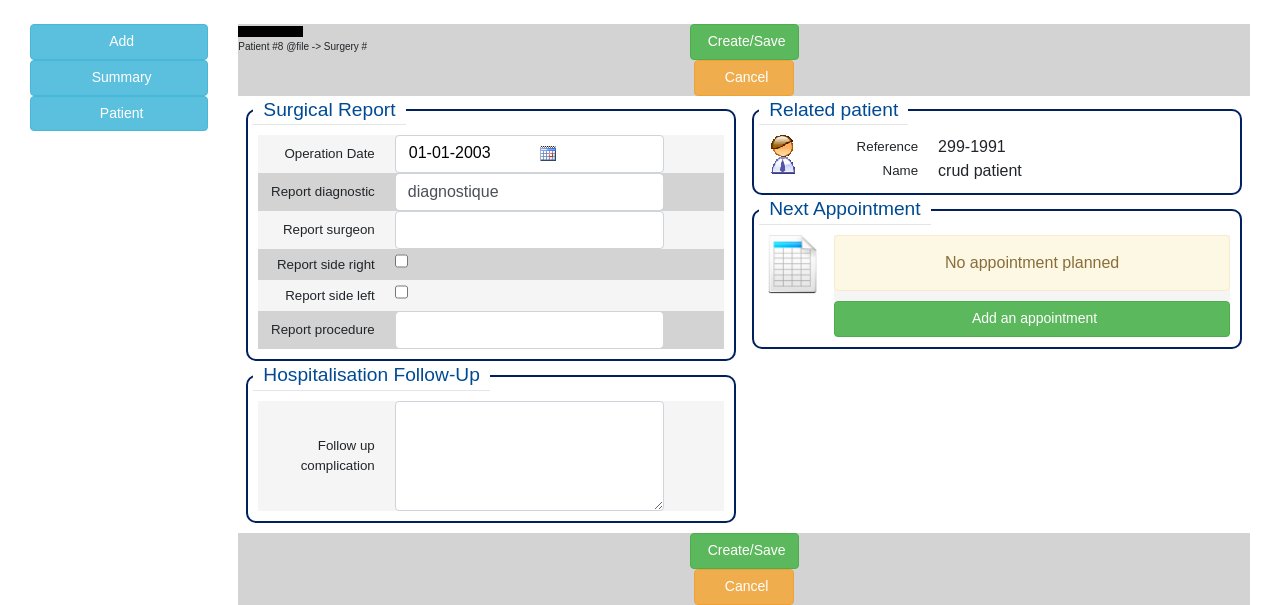 Add
Summary
Patient
Patient #8 @file -> Surgery #
Create/Save
Cancel
Surgical Report
Operation Date 01-01-2003
Report diagnostic diagnostique
Report surgeon
Report side right
Report side left
Report procedure
Hospitalisation Follow-Up
Follow up
complication
Related patient
Reference 299-1991
Name crud patient
Next Appointment
No appointment planned
Add an appointment
Create/Save
Cancel